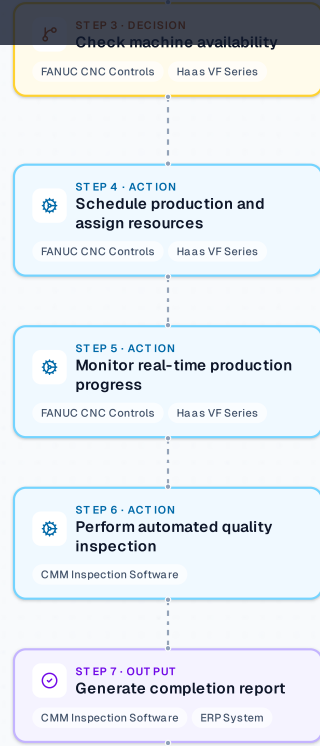 STEP 3 · DECISION
Check machine availability
FANUC CNC Controls Haas VF Series
STEP 4 · ACTION
Schedule production and
assign resources
FANUC CNC Controls Haas VF Series
STEP 5 · ACTION
Monitor real-time production
progress
FANUC CNC Controls Haas VF Series
STEP 6 · ACTION
Perform automated quality
inspection
CMM Inspection Software
STEP 7 · OUTPUT
Generate completion report
CMM Inspection Software ERP System